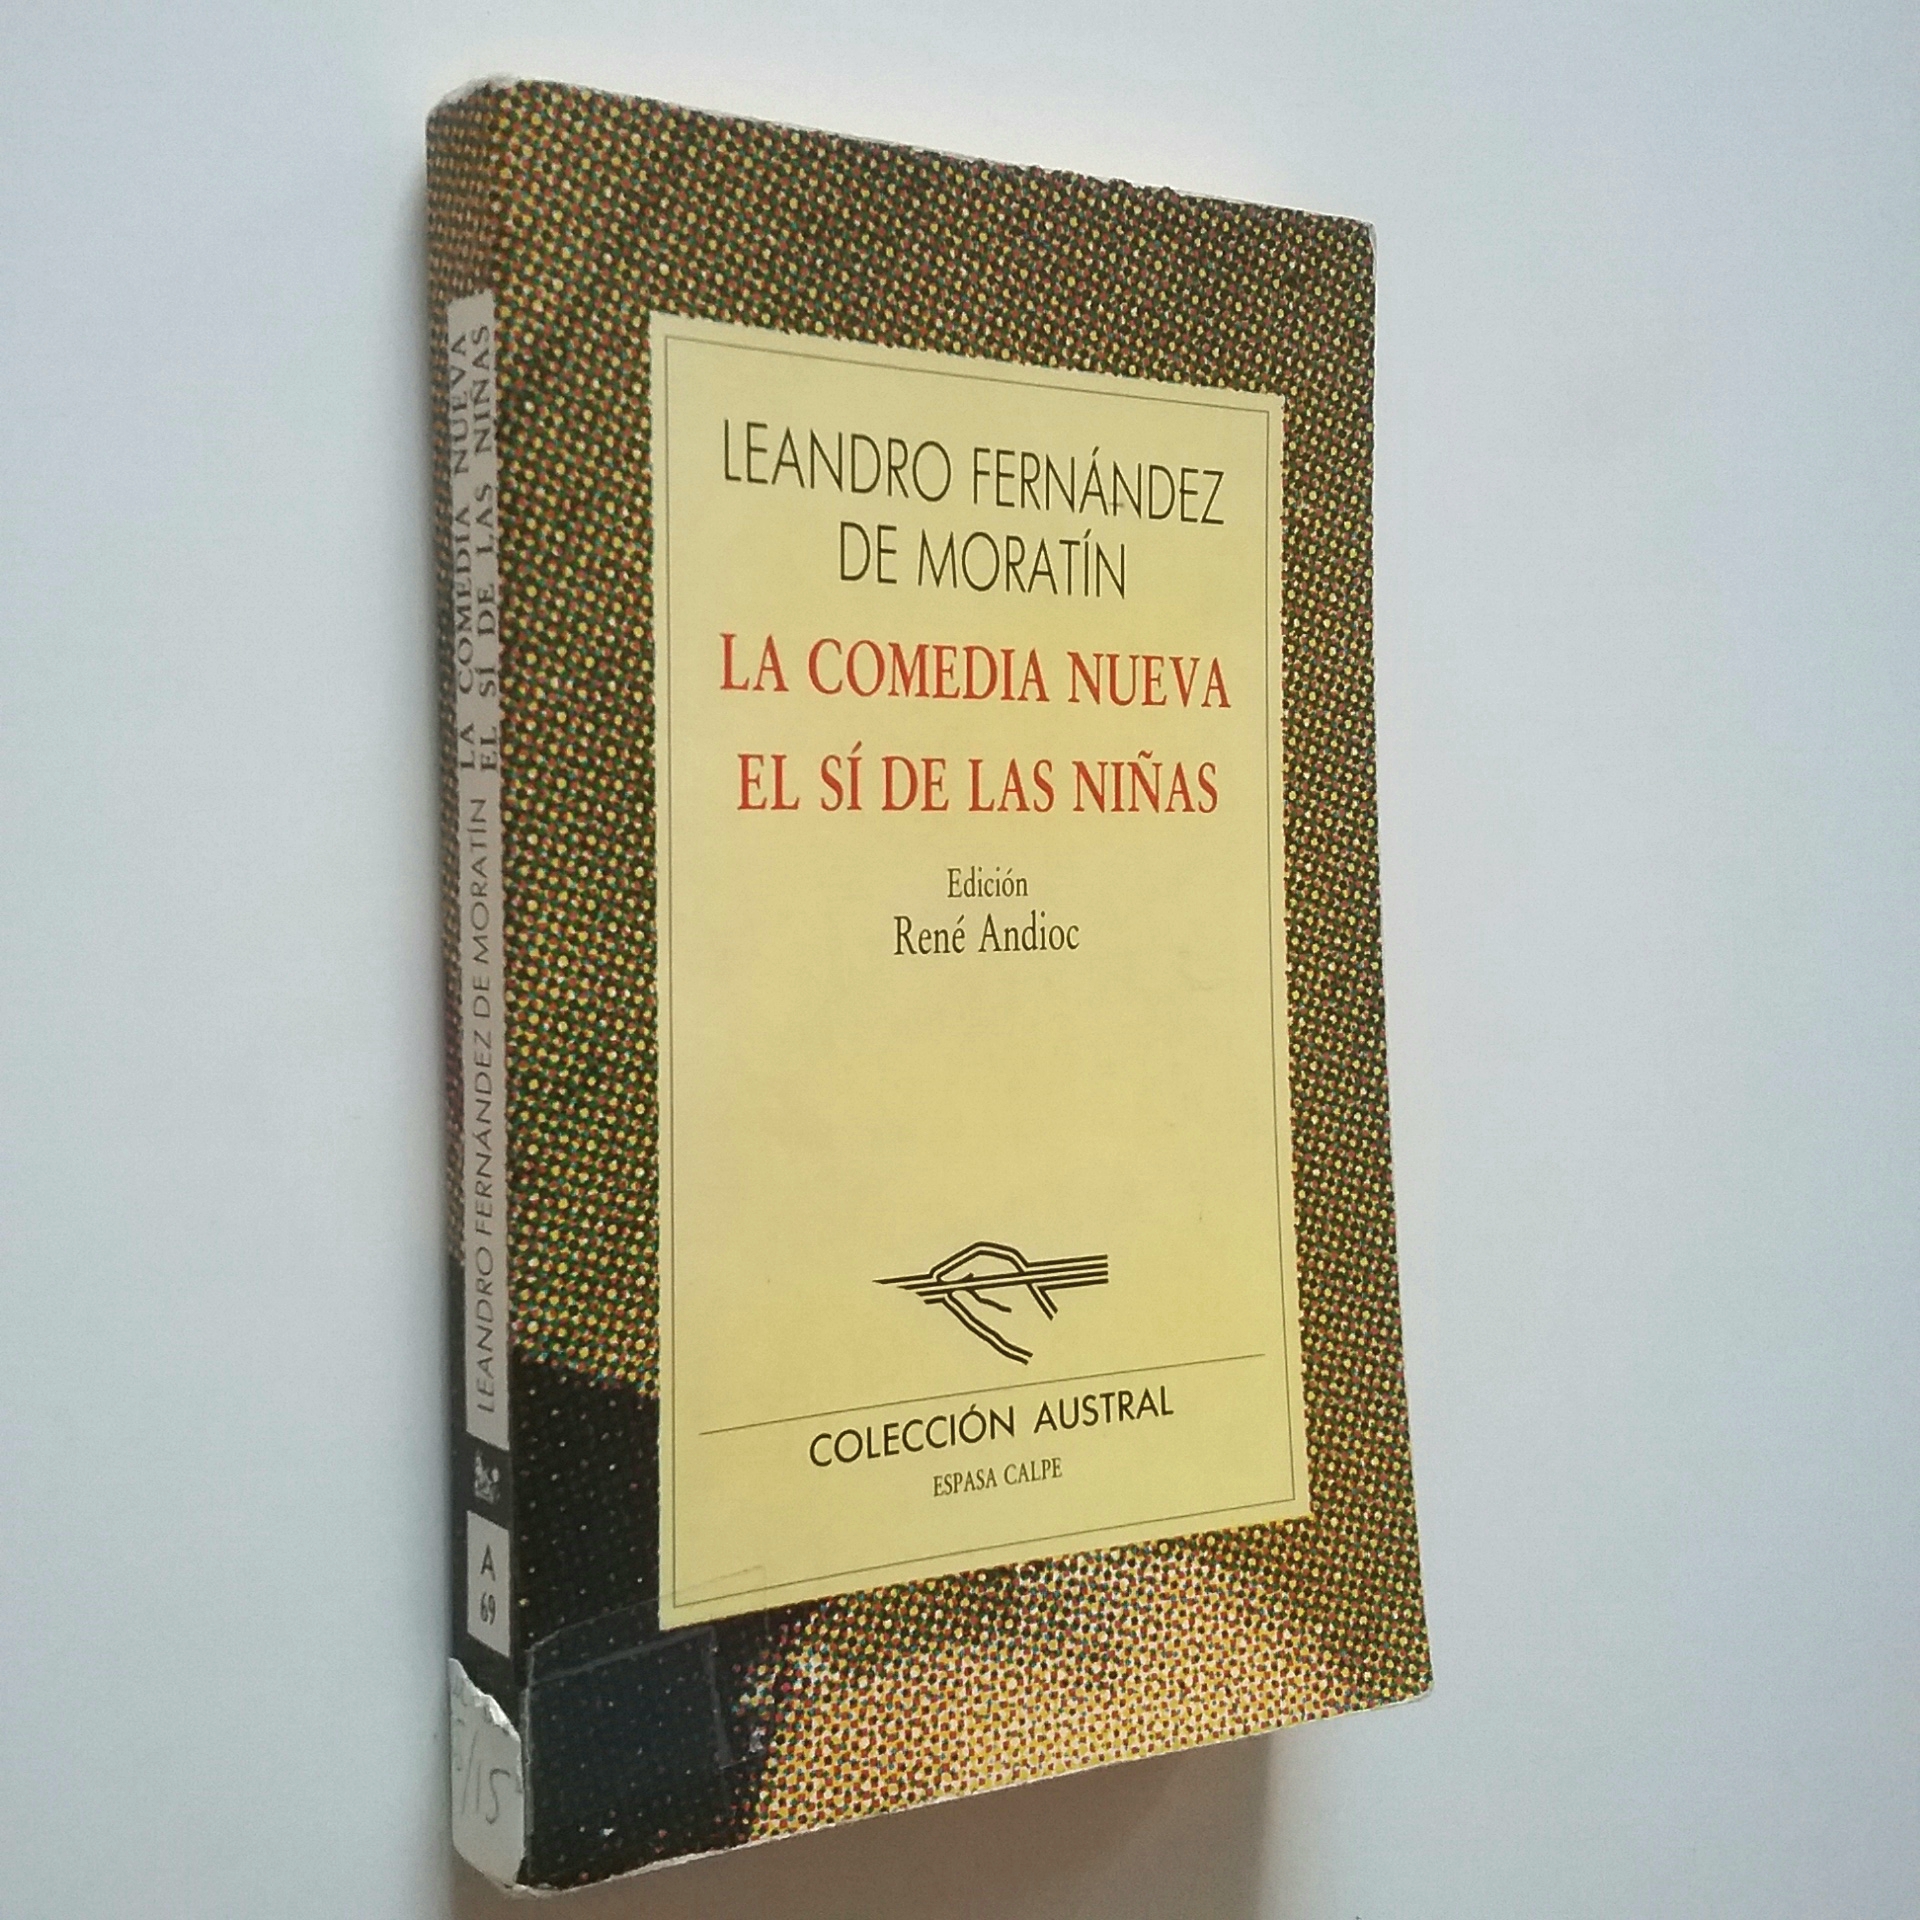 LEANDRO FERNÁNDEZ
DE MORATÍN
LA COMEDIA NUEVA
EL SÍ DE LAS NIÑAS
Edición
René Andioc
COLECCIÓN AUSTRAL
ESPASA CALPE
LEANDRO FERNÁNDEZ DE MORATÍN
LA COMEDIA NUEVA
EL SÍ DE LAS NIÑAS
A
69
/15